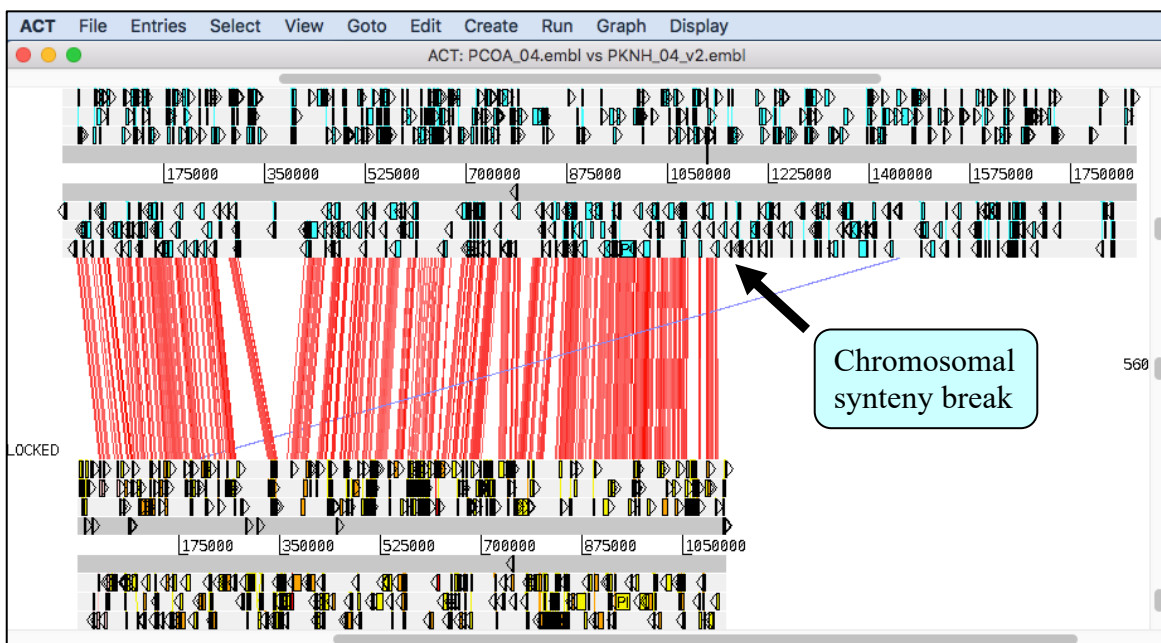 ACT File Entries Select View Goto Edit Create Run Graph Display
ACT: PCOA_04.embl vs PKNH_04_v2.embl
175000 350000 525000 700000 875000 1050000 1225000 1400000 1575000 1750000
Pl
Chromosomal
synteny break
560
LOCKED
175000 350000 525000 700000 875000 1050000
Pl